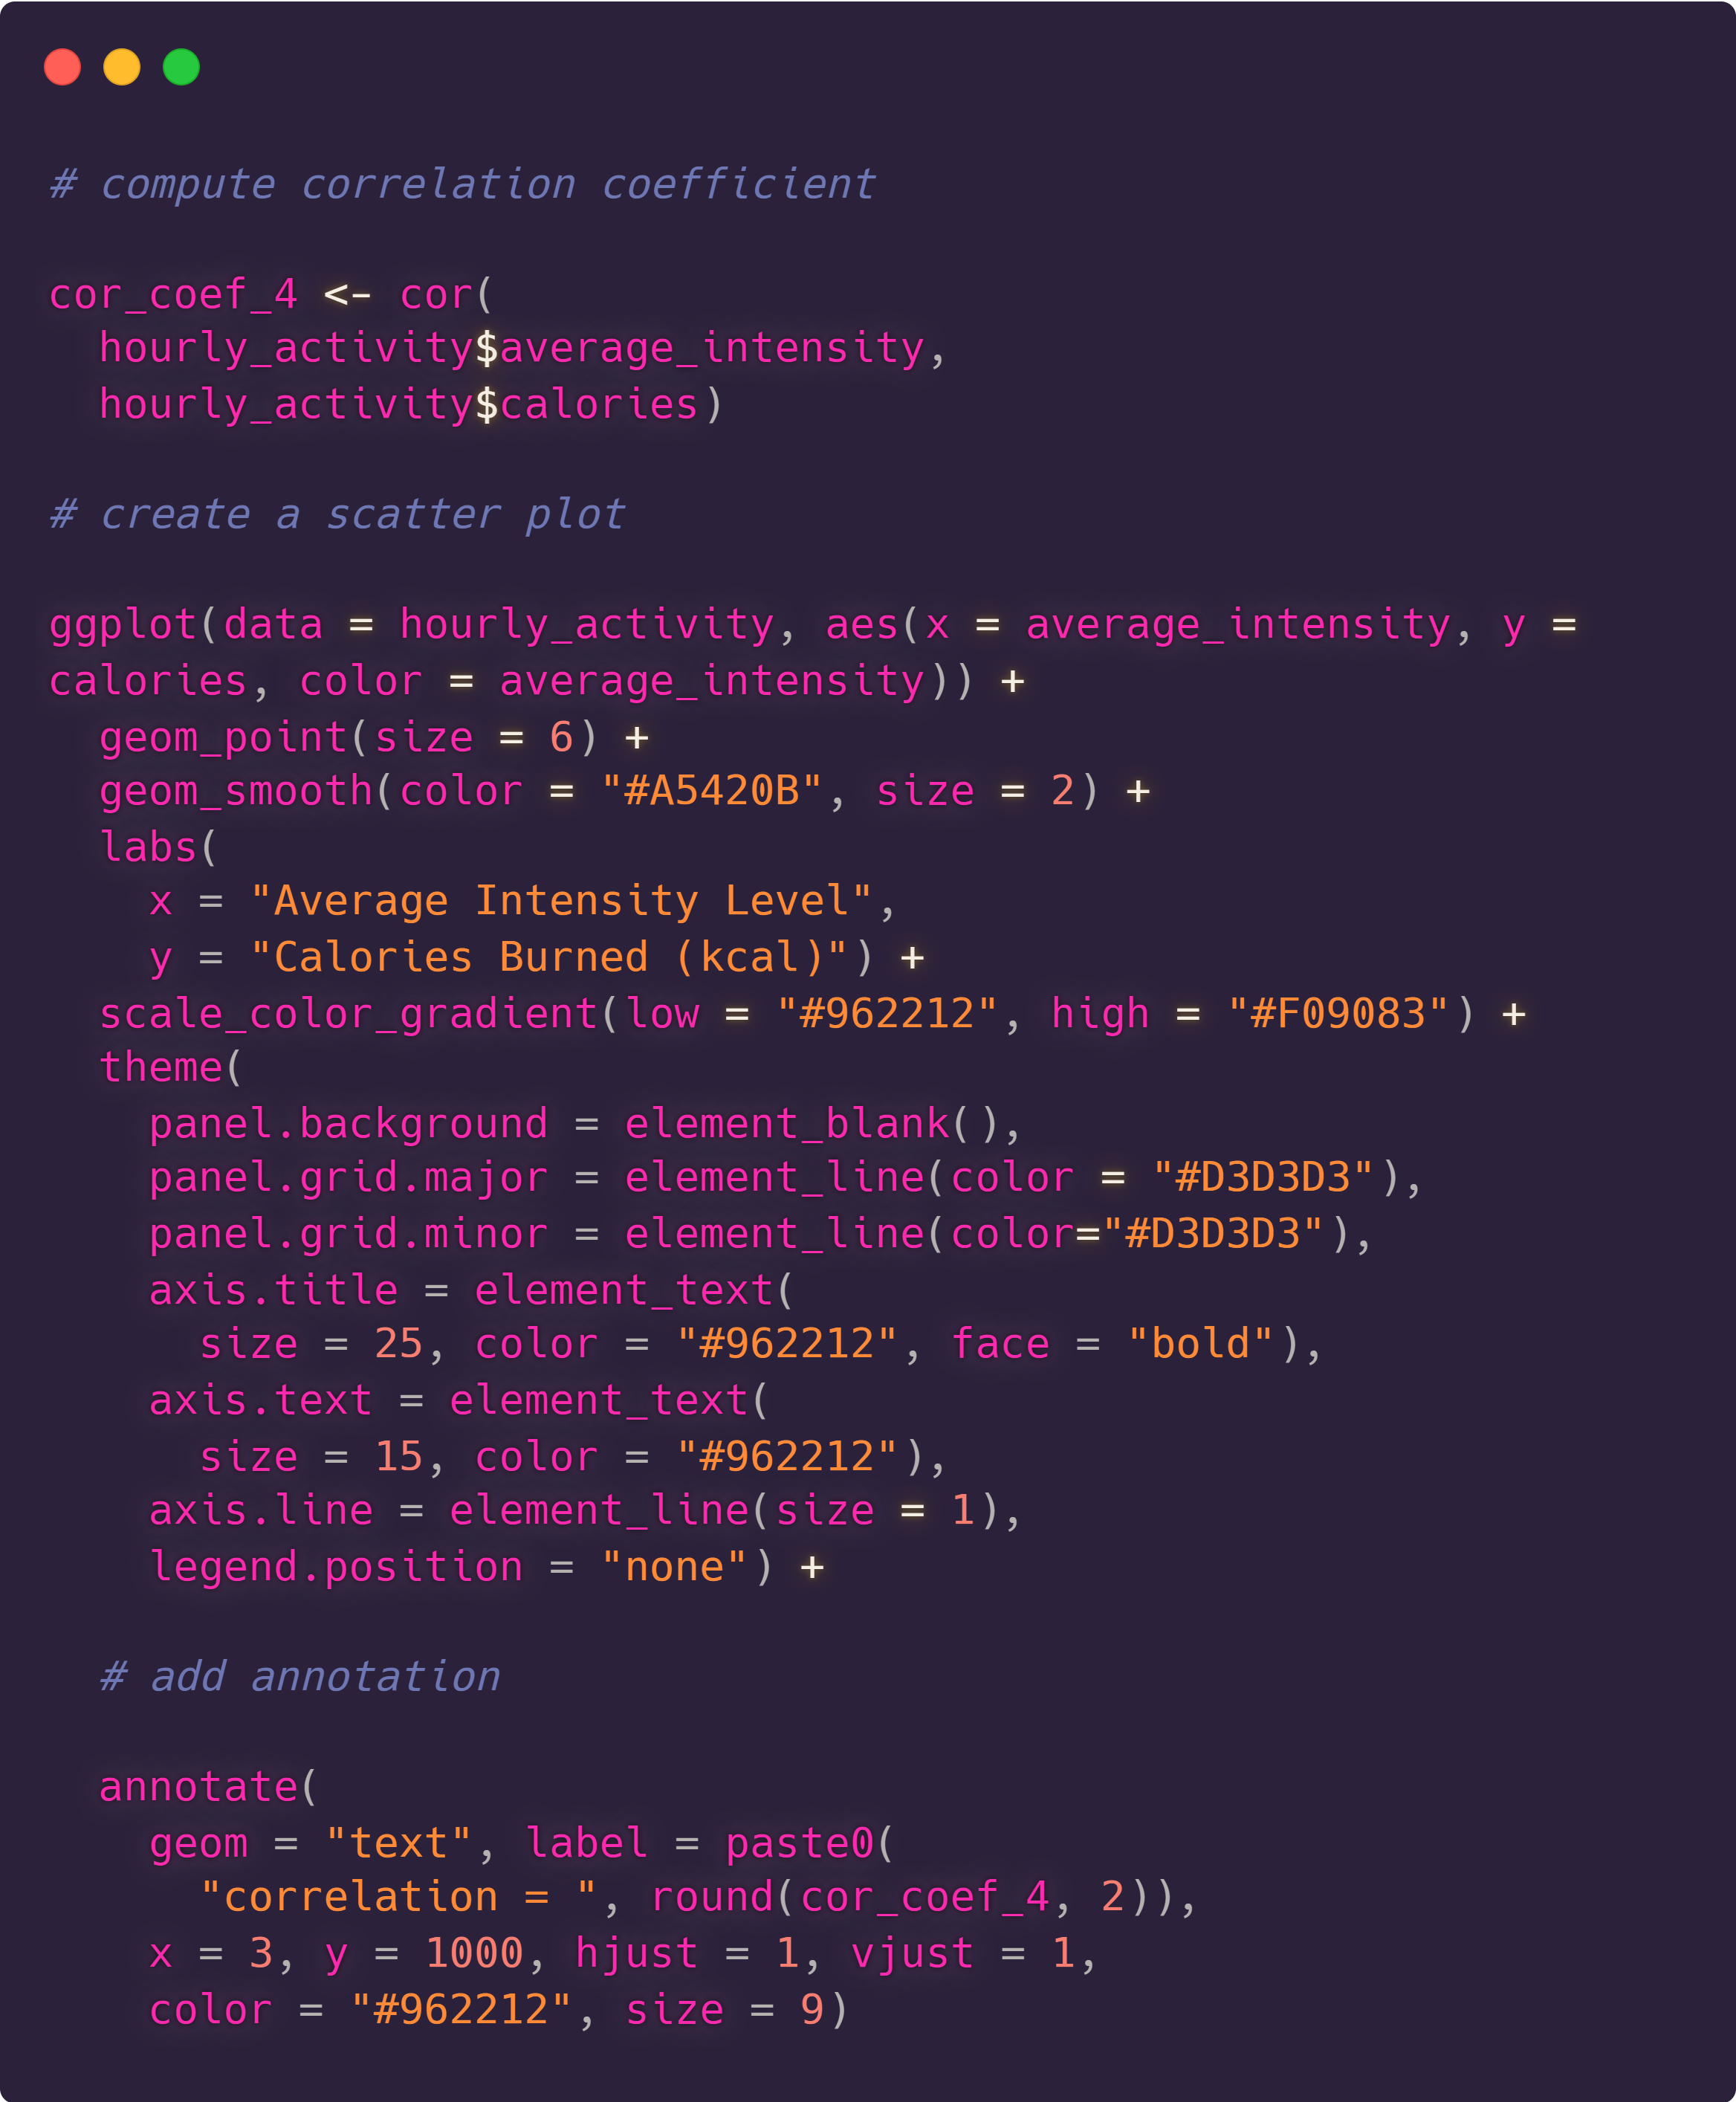 # compute correlation coefficient

cor_coef_4 <- cor(
  hourly_activity$average_intensity,
  hourly_activity$calories)

# create a scatter plot

ggplot(data = hourly_activity, aes(x = average_intensity, y =
calories, color = average_intensity)) +
  geom_point(size = 6) +
  geom_smooth(color = "#A5420B", size = 2) +
  labs(
    x = "Average Intensity Level",
    y = "Calories Burned (kcal)") +
  scale_color_gradient(low = "#962212", high = "#F09083") +
  theme(
    panel.background = element_blank(),
    panel.grid.major = element_line(color = "#D3D3D3"),
    panel.grid.minor = element_line(color="#D3D3D3"),
    axis.title = element_text(
      size = 25, color = "#962212", face = "bold"),
    axis.text = element_text(
      size = 15, color = "#962212"),
    axis.line = element_line(size = 1),
    legend.position = "none") +

  # add annotation

  annotate(
    geom = "text", label = paste0(
      "correlation = ", round(cor_coef_4, 2)),
    x = 3, y = 1000, hjust = 1, vjust = 1,
    color = "#962212", size = 9)